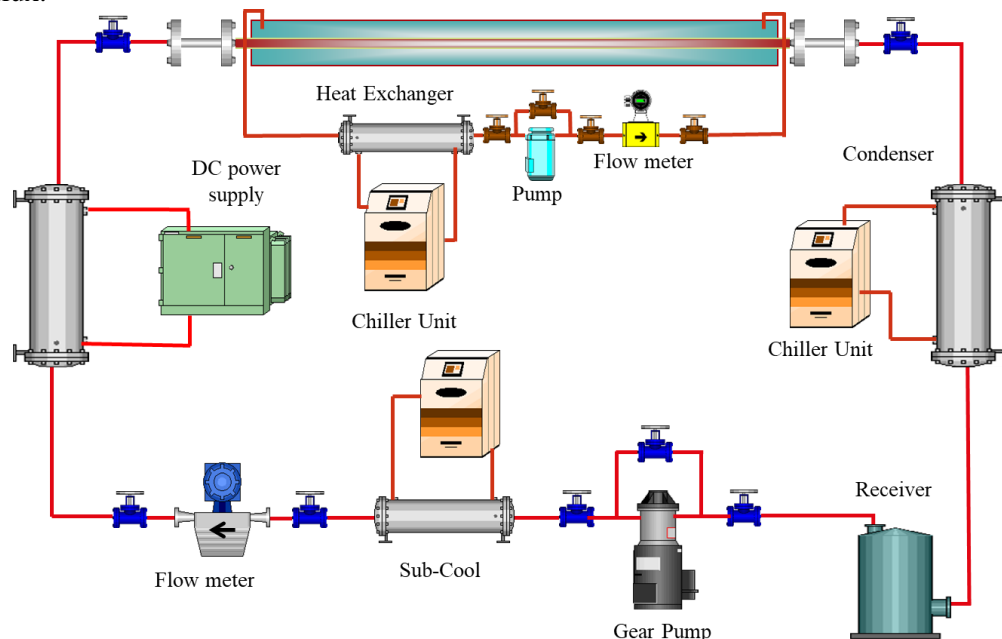 Heat Exchanger
DC power
supply
Flow meter
Pump
Condenser
Chiller Unit
Chiller Unit
Receiver
Flow meter
Sub-Cool
Gear Pump